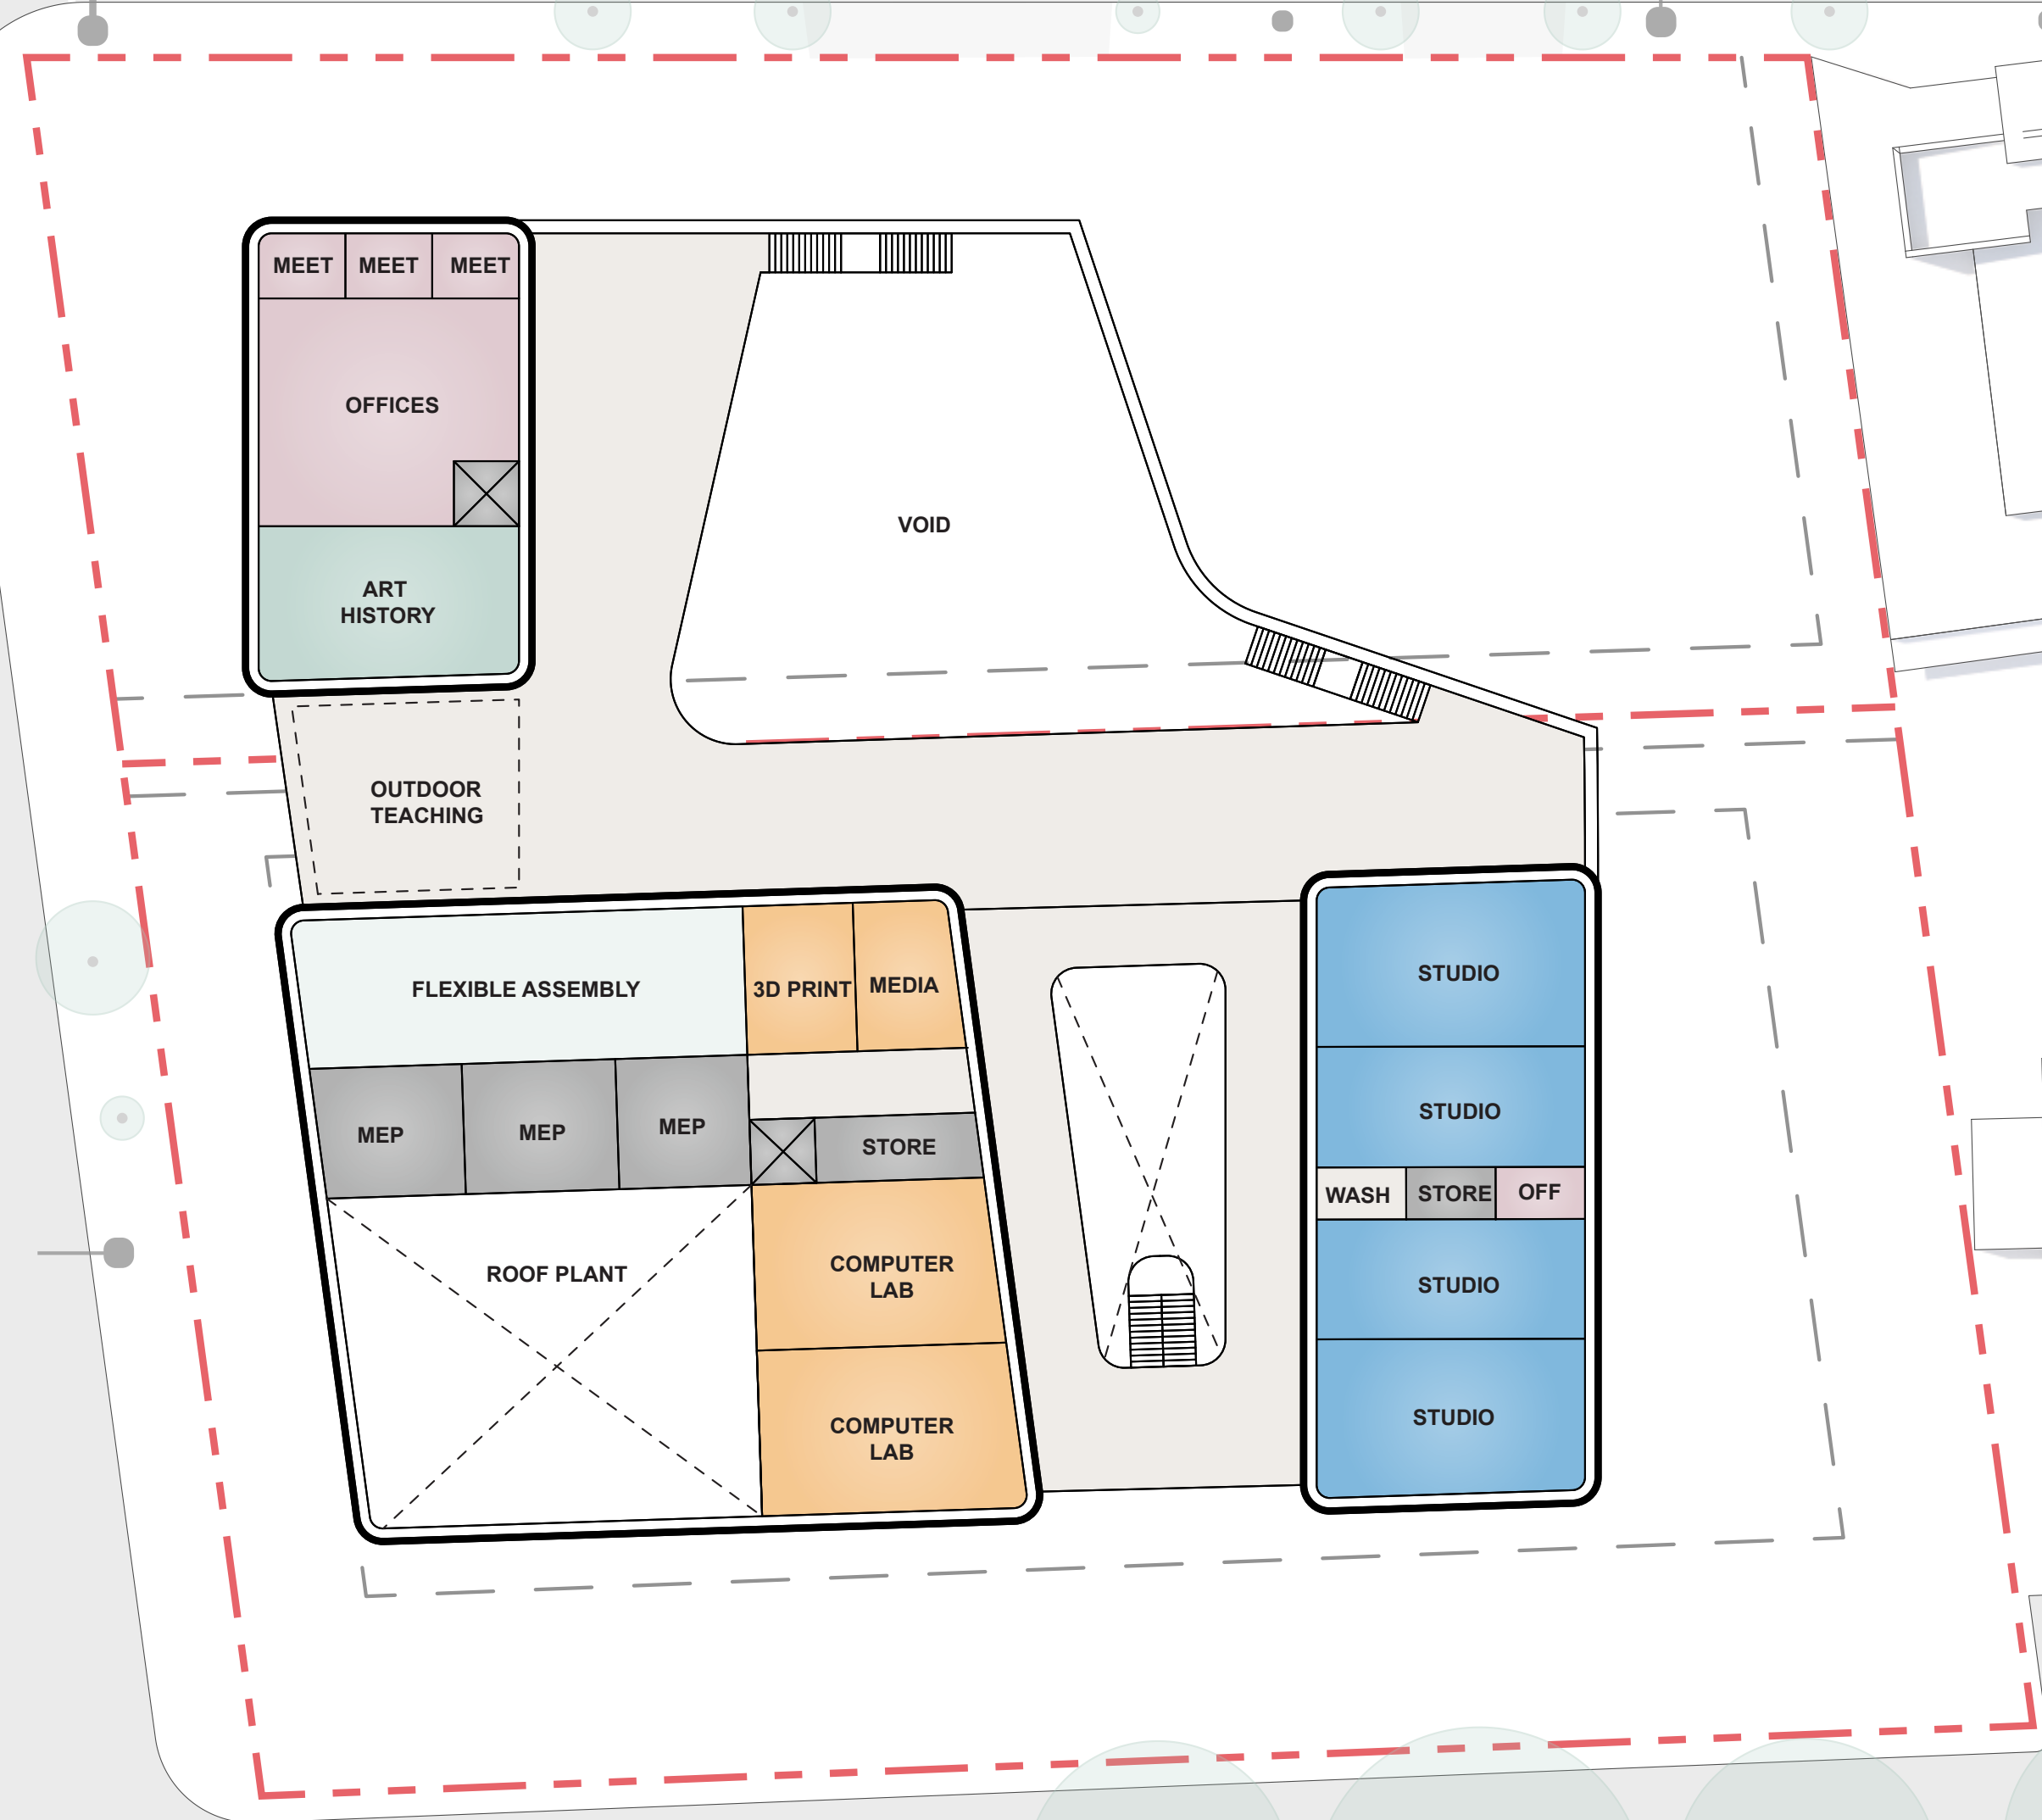 MEET
MEET
MEET
OFFICES
VOID
ART
HISTORY
OUTDOOR
TEACHING
FLEXIBLE ASSEMBLY
3D PRINT
MEDIA
STUDIO
MEP
MEP
MEP
STORE
STUDIO
WASH
STORE
OFF
ROOF PLANT
COMPUTER
LAB
STUDIO
COMPUTER
LAB
STUDIO